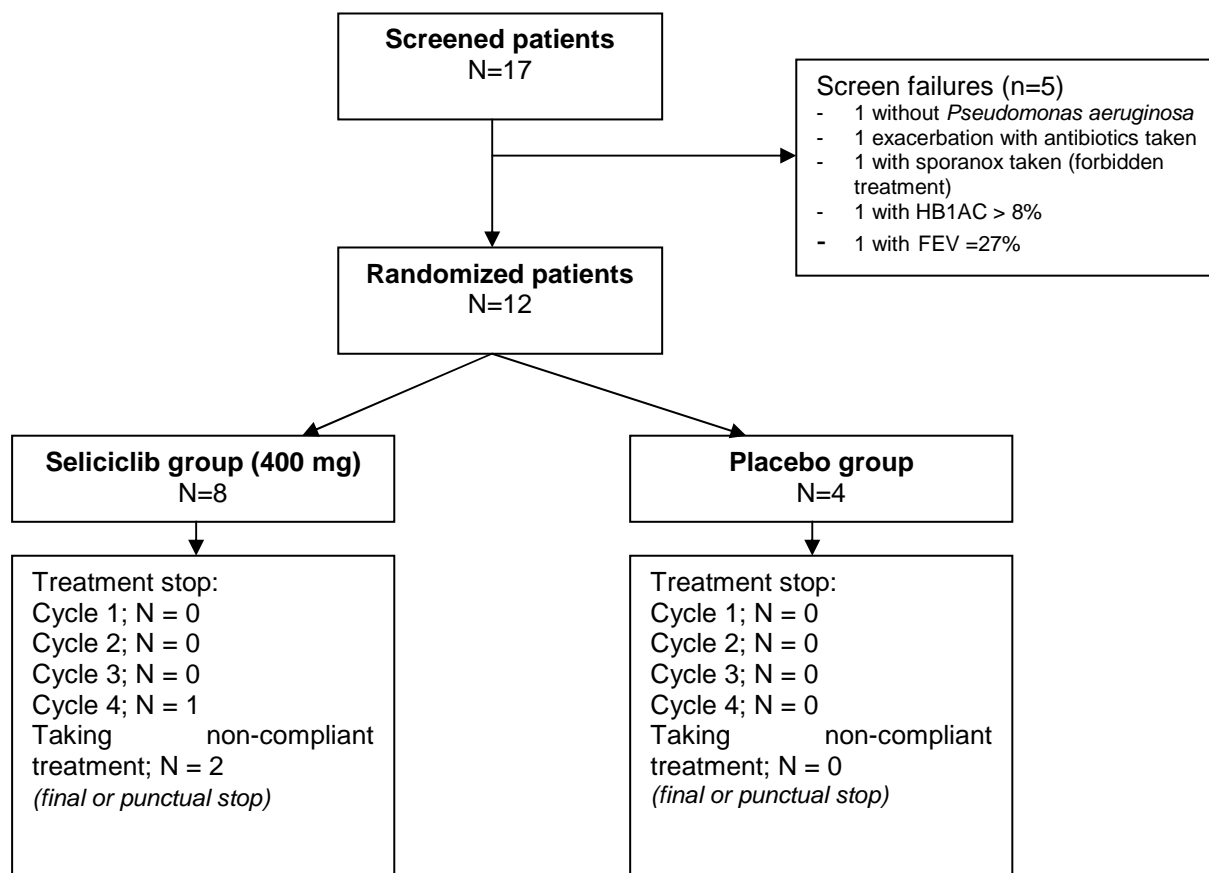 Screened patients
N=17
Screen failures (n=5)
- 1 without Pseudomonas aeruginosa
- 1 exacerbation with antibiotics taken
- 1 with sporanox taken (forbidden
treatment)
- 1 with HB1AC > 8%
- 1 with FEV =27%
Randomized patients
N=12
Seliciclib group (400 mg)
N=8
Placebo group
N=4
Treatment stop:
Cycle 1; N = 0
Cycle 2; N = 0
Cycle 3; N = 0
Cycle 4; N = 1
Taking non-compliant
treatment; N = 2
(final or punctual stop)
Treatment stop:
Cycle 1; N = 0
Cycle 2; N = 0
Cycle 3; N = 0
Cycle 4; N = 0
Taking non-compliant
treatment; N = 0
(final or punctual stop)